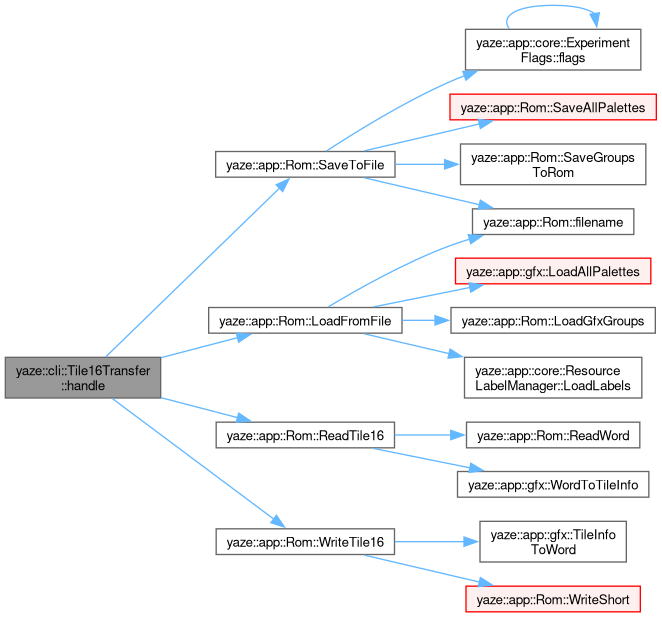 yaze::app::core::Experiment
Flags::flags
yaze::app::Rom::SaveAllPalettes
yaze::app::Rom::SaveToFile
yaze::app::Rom::SaveGroups
ToRom
yaze::app::Rom::filename
yaze::app::gfx::LoadAllPalettes
yaze::app::Rom::LoadFromFile
yaze::app::Rom::LoadGfxGroups
yaze::cli::Tile16Transfer
::handle
yaze::app::core::Resource
LabelManager::LoadLabels
yaze::app::Rom::ReadTile16
yaze::app::Rom::ReadWord
yaze::app::gfx::WordToTileInfo
yaze::app::Rom::WriteTile16
yaze::app::gfx::TileInfo
ToWord
yaze::app::Rom::WriteShort